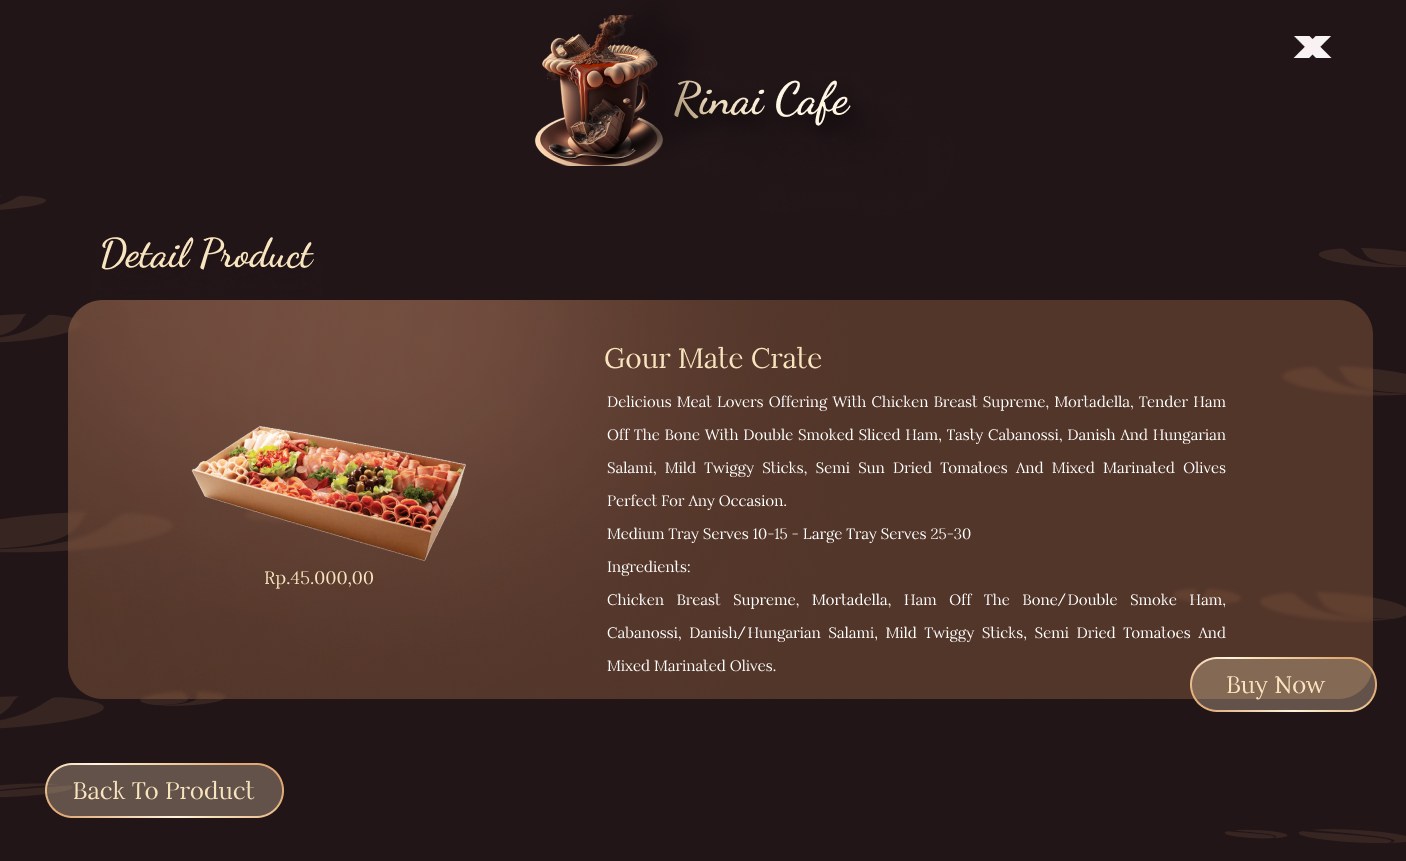 Rinai Cafe
Detail Product
Gour Mate Crate
Delicious Meat Lovers Offering With Chicken Breast Supreme, Mortadella, Tender Ham
Off The Bone With Double Smoked Sliced Ham, Tasty Cabanossi, Danish And Hungarian
Salami, Mild Twiggy Sticks, Semi Sun Dried Tomatoes And Mixed Marinated Olives
Perfect For Any Occasion.
Medium Tray Serves 10-15 - Large Tray Serves 25-30
Ingredients:
Chicken Breast Supreme, Mortadella, Ham Off The Bone/Double Smoke Ham,
Cabanossi, Danish/Hungarian Salami, Mild Twiggy Sticks, Semi Dried Tomatoes And
Mixed Marinated Olives.
Rp.45.000,00
Buy Now
Back To Product